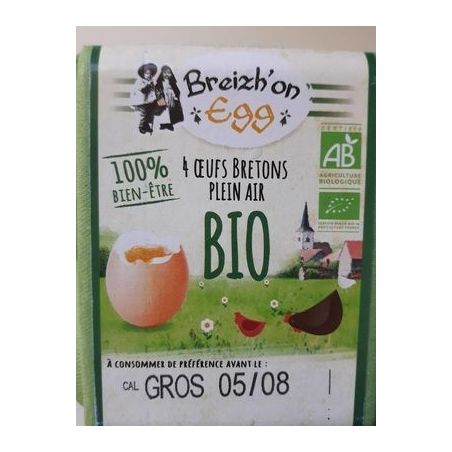 Breizh'on
Egg
100%
BIEN-ÊTRE
4 ŒUFS BRETONS
PLEIN AIR
BIO
CERTIFIÉ
AB
AGRICULTURE
BIOLOGIQUE
À CONSOMMER DE PRÉFÉRENCE AVANT LE :
CAL GROS 05/08